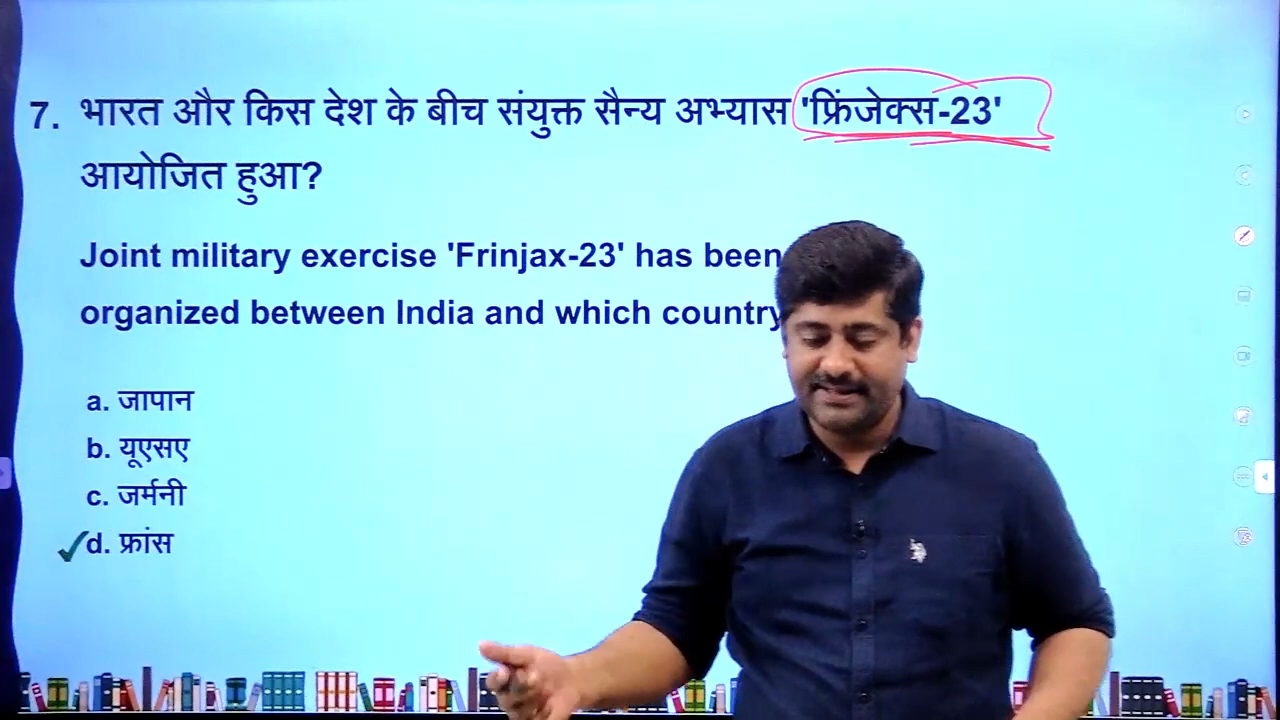 7. भारत और किस देश के बीच संयुक्त सैन्य अभ्यास 'फ्रिंजेक्स-23'
आयोजित हुआ?
Joint military exercise 'Frinjax-23' has been
organized between India and which country
a. जापान
b. यूएसए
c. जर्मनी
d. फ्रांस